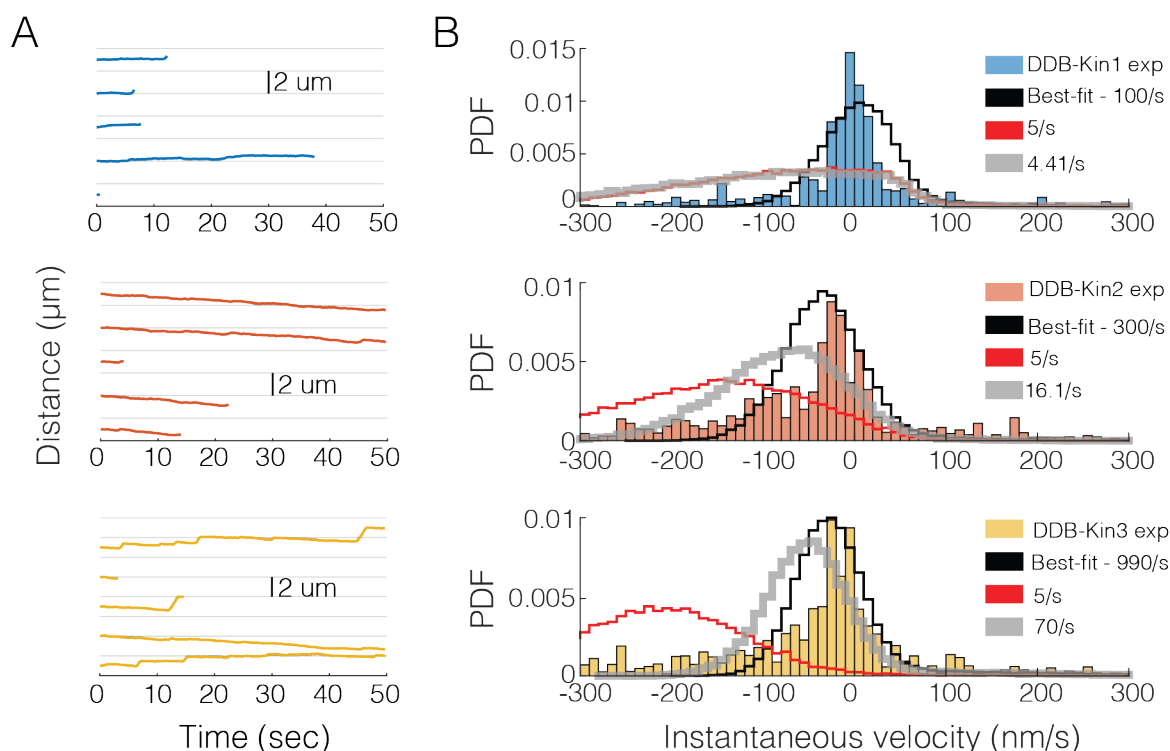 A
2 um
0 10 20 30 40 50
2 um
0 10 20 30 40 50
2 um
0 10 20 30 40 50
Distance (µm)
Time (sec)
B
0.015
0.01
0.005
0
PDF
-300 -200 -100 0 100 200 300
DDB-Kin1 exp
Best-fit - 100/s
5/s
4.41/s
0.01
0.005
0
PDF
-300 -200 -100 0 100 200 300
DDB-Kin2 exp
Best-fit - 300/s
5/s
16.1/s
0.01
0.005
0
PDF
-300 -200 -100 0 100 200 300
DDB-Kin3 exp
Best-fit - 990/s
5/s
70/s
Instantaneous velocity (nm/s)